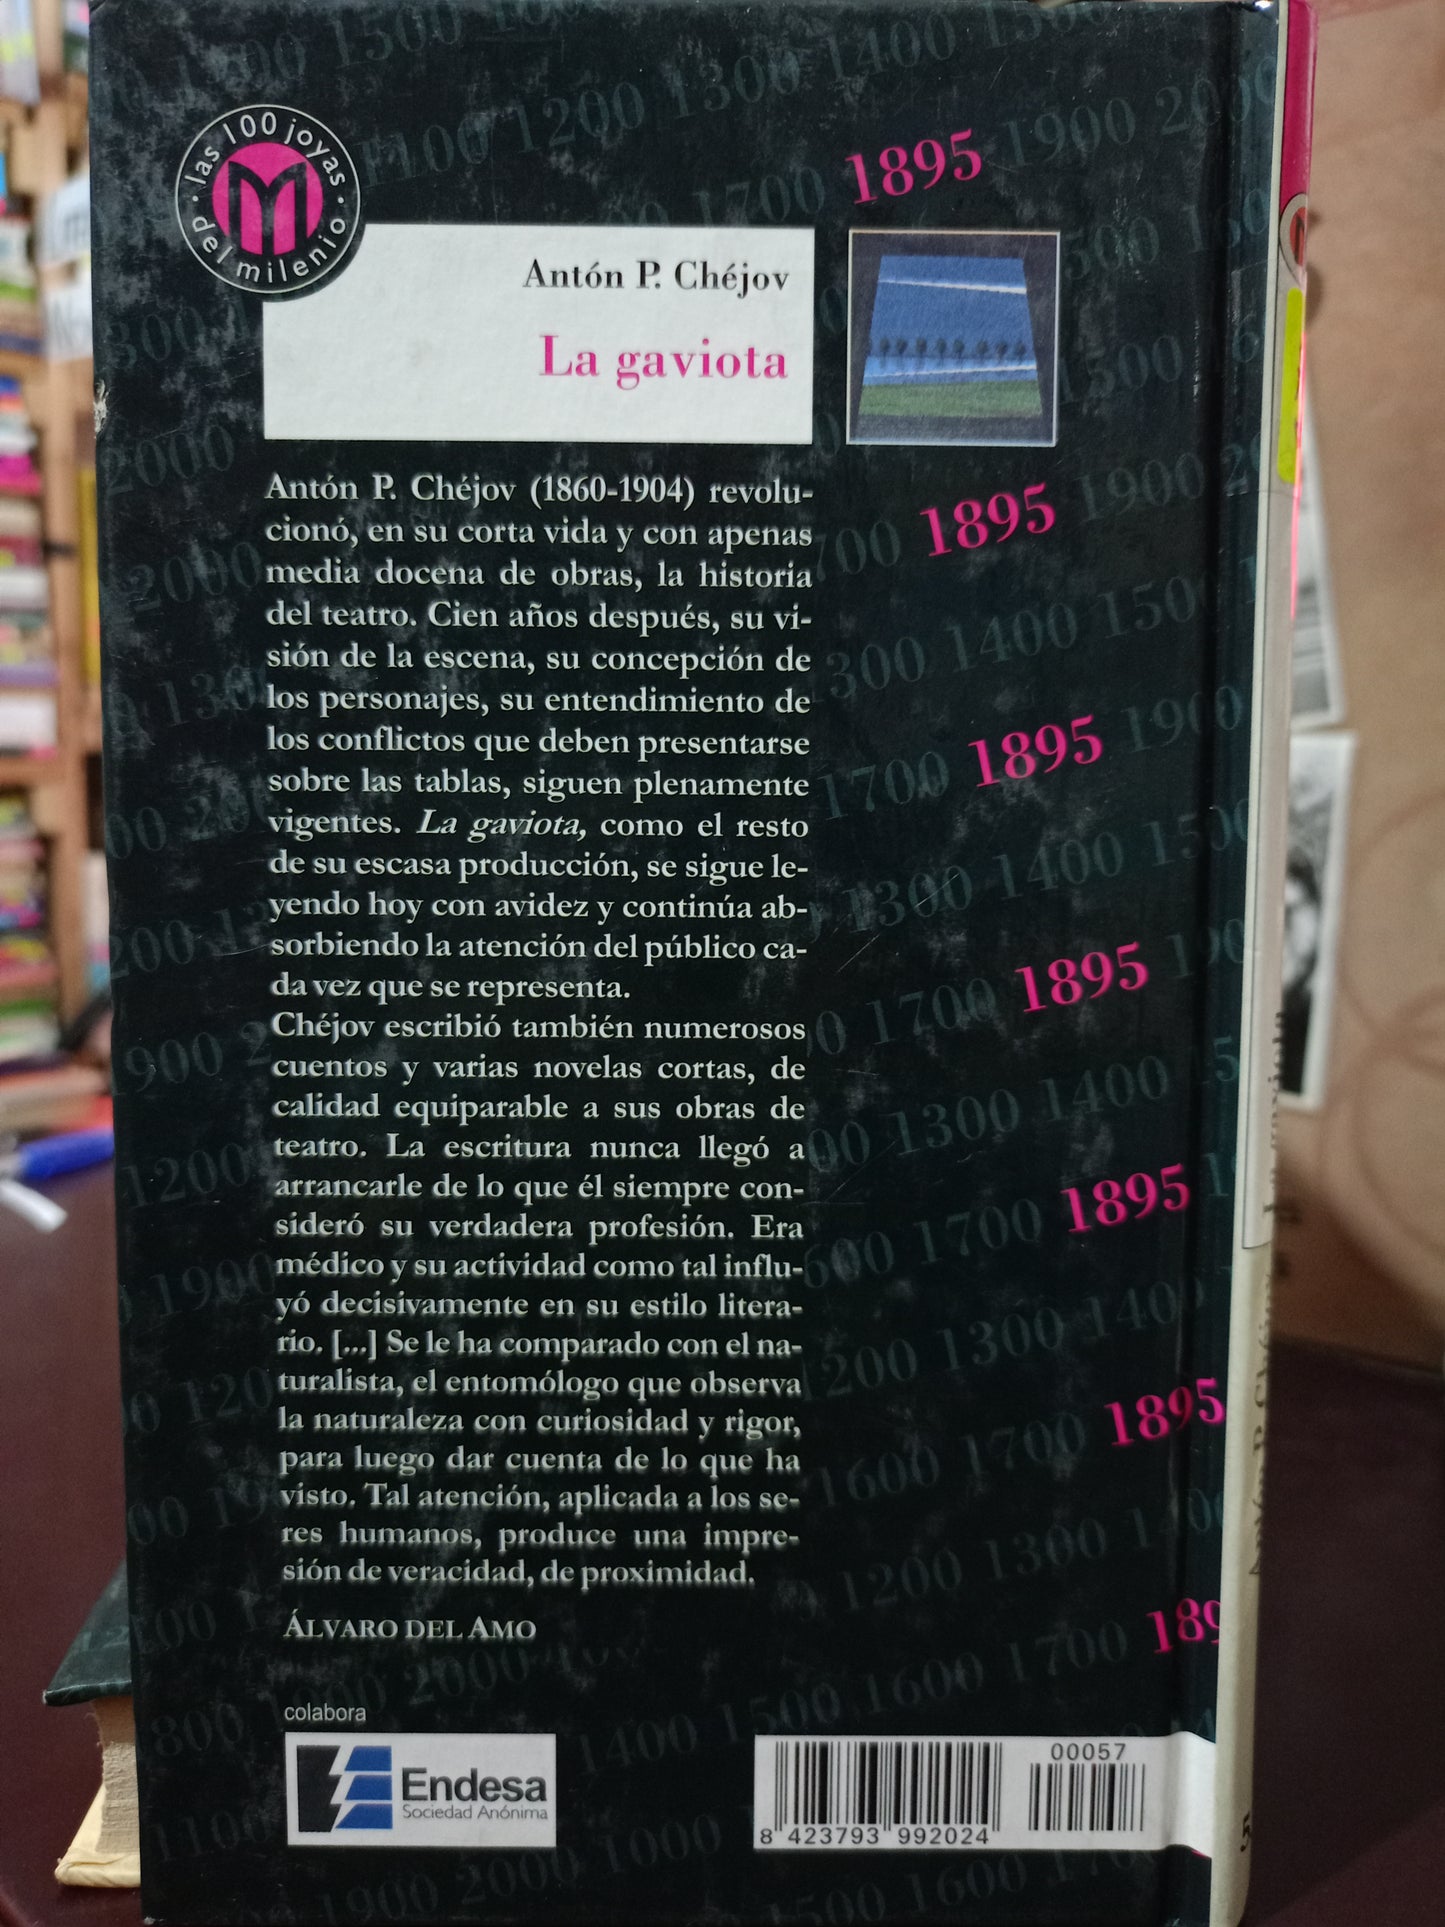 las 100 joyas del milenio
M
Antón P. Chéjov
La gaviota
Antón P. Chéjov (1860-1904) revolu-
cionó, en su corta vida y con apenas
media docena de obras, la historia
del teatro. Cien años después, su vi-
sión de la escena, su concepción de
los personajes, su entendimiento de
los conflictos que deben presentarse
sobre las tablas, siguen plenamente
vigentes. La gaviota, como el resto
de su escasa producción, se sigue le-
yendo hoy con avidez y continúa ab-
sorbiendo la atención del público ca-
da vez que se representa.
Chéjov escribió también numerosos
cuentos y varias novelas cortas, de
calidad equiparable a sus obras de
teatro. La escritura nunca llegó a
arrancarle de lo que él siempre con-
sideró su verdadera profesión. Era
médico y su actividad como tal influ-
yó decisivamente en su estilo litera-
rio. [...] Se le ha comparado con el na-
turalista, el entomólogo que observa
la naturaleza con curiosidad y rigor,
para luego dar cuenta de lo que ha
visto. Tal atención, aplicada a los se-
res humanos, produce una impre-
sión de veracidad, de proximidad.
ÁLVARO DEL AMO
colabora
Endesa
Sociedad Anónima
00057
8 423793 992024
1895
1895
1895
1895
1895
1895
189